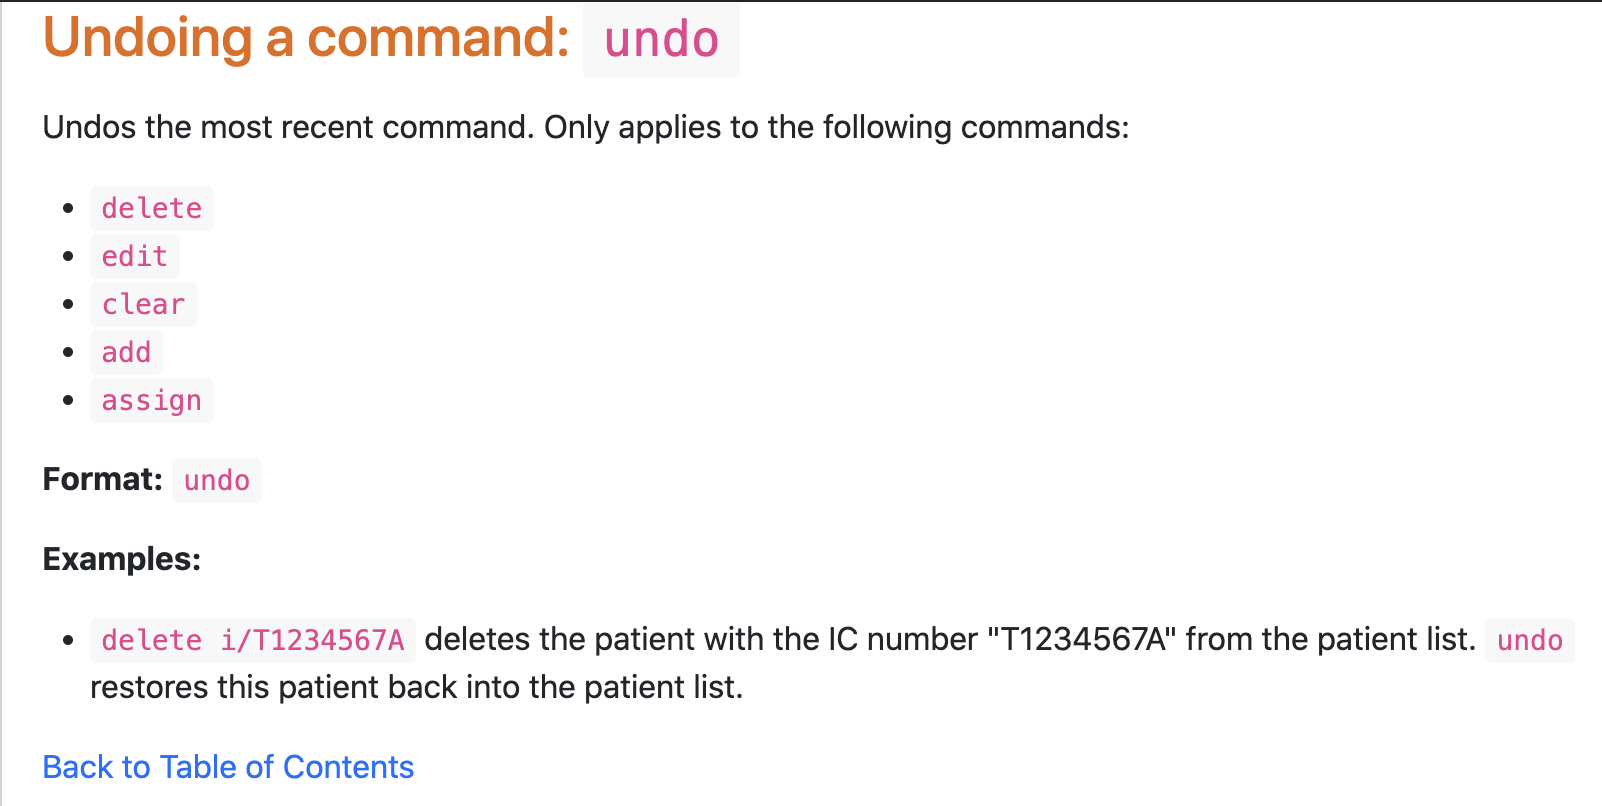 Undoing a command: undo
Undos the most recent command. Only applies to the following commands:
• delete
• edit
• clear
• add
• assign
Format: undo
Examples:
• delete i/T1234567A deletes the patient with the IC number "T1234567A" from the patient list. undo
restores this patient back into the patient list.
Back to Table of Contents